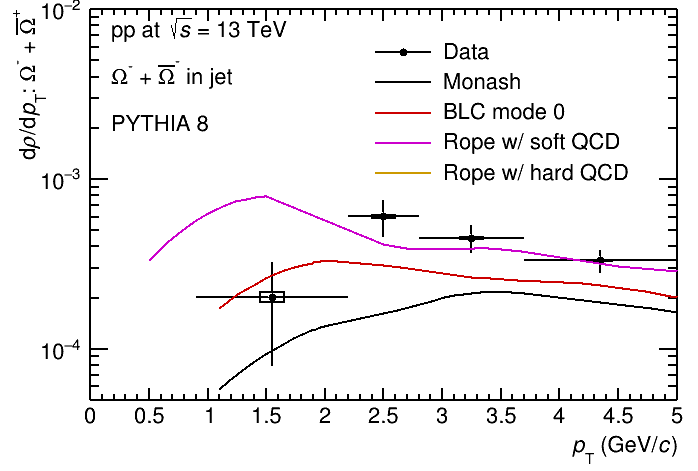 10⁻²
pp at √s = 13 TeV
Ω⁻ + Ω̅⁻ in jet
PYTHIA 8
Data
Monash
BLC mode 0
Rope w/ soft QCD
Rope w/ hard QCD
dρ/dp_T: Ω⁻ + Ω̅⁺
10⁻³
10⁻⁴
0 0.5 1 1.5 2 2.5 3 3.5 4 4.5 5
p_T (GeV/c)